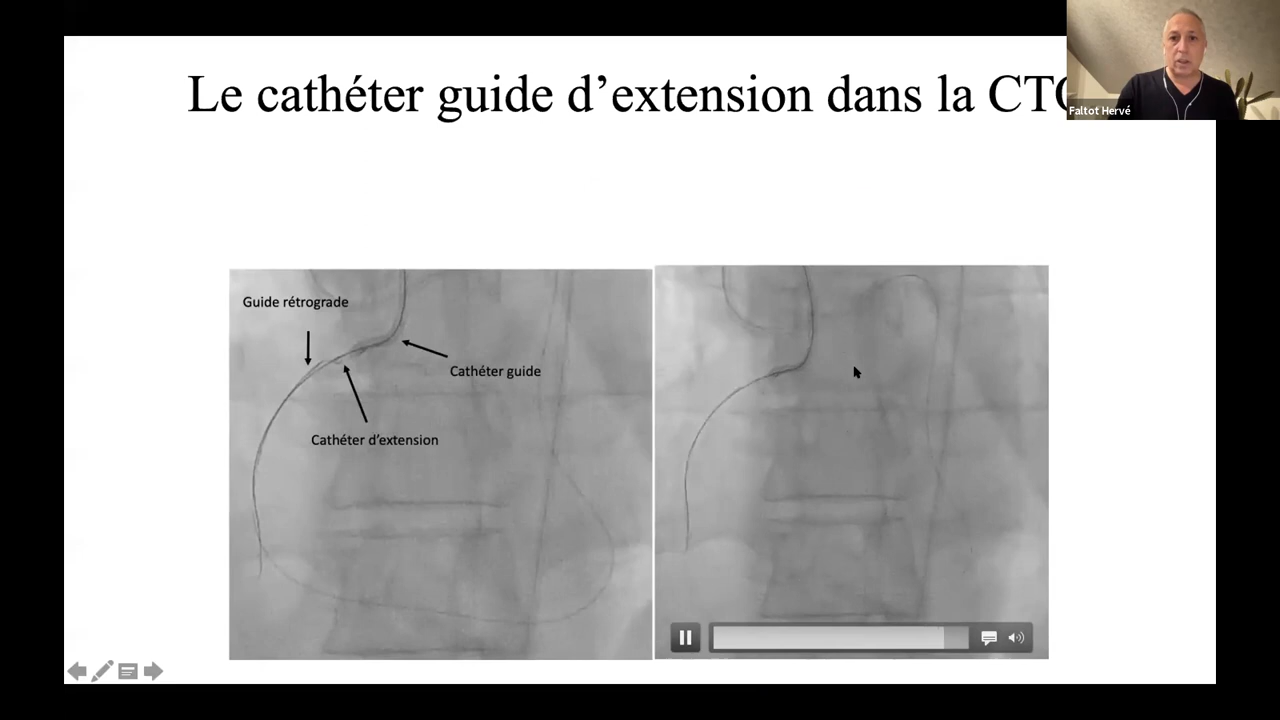 Le cathéter guide d’extension dans la CTO
Faltot Hervé
Guide rétrograde
Cathéter guide
Cathéter d’extension